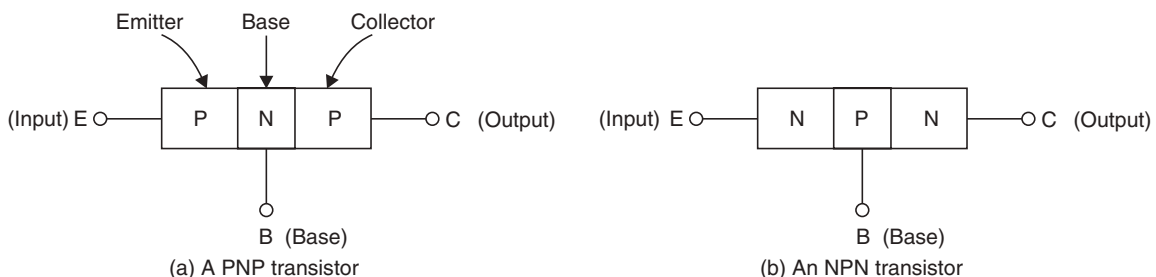 Emitter Base Collector
(Input) E P N P C (Output)
B (Base)
(a) A PNP transistor
(Input) E N P N C (Output)
B (Base)
(b) An NPN transistor